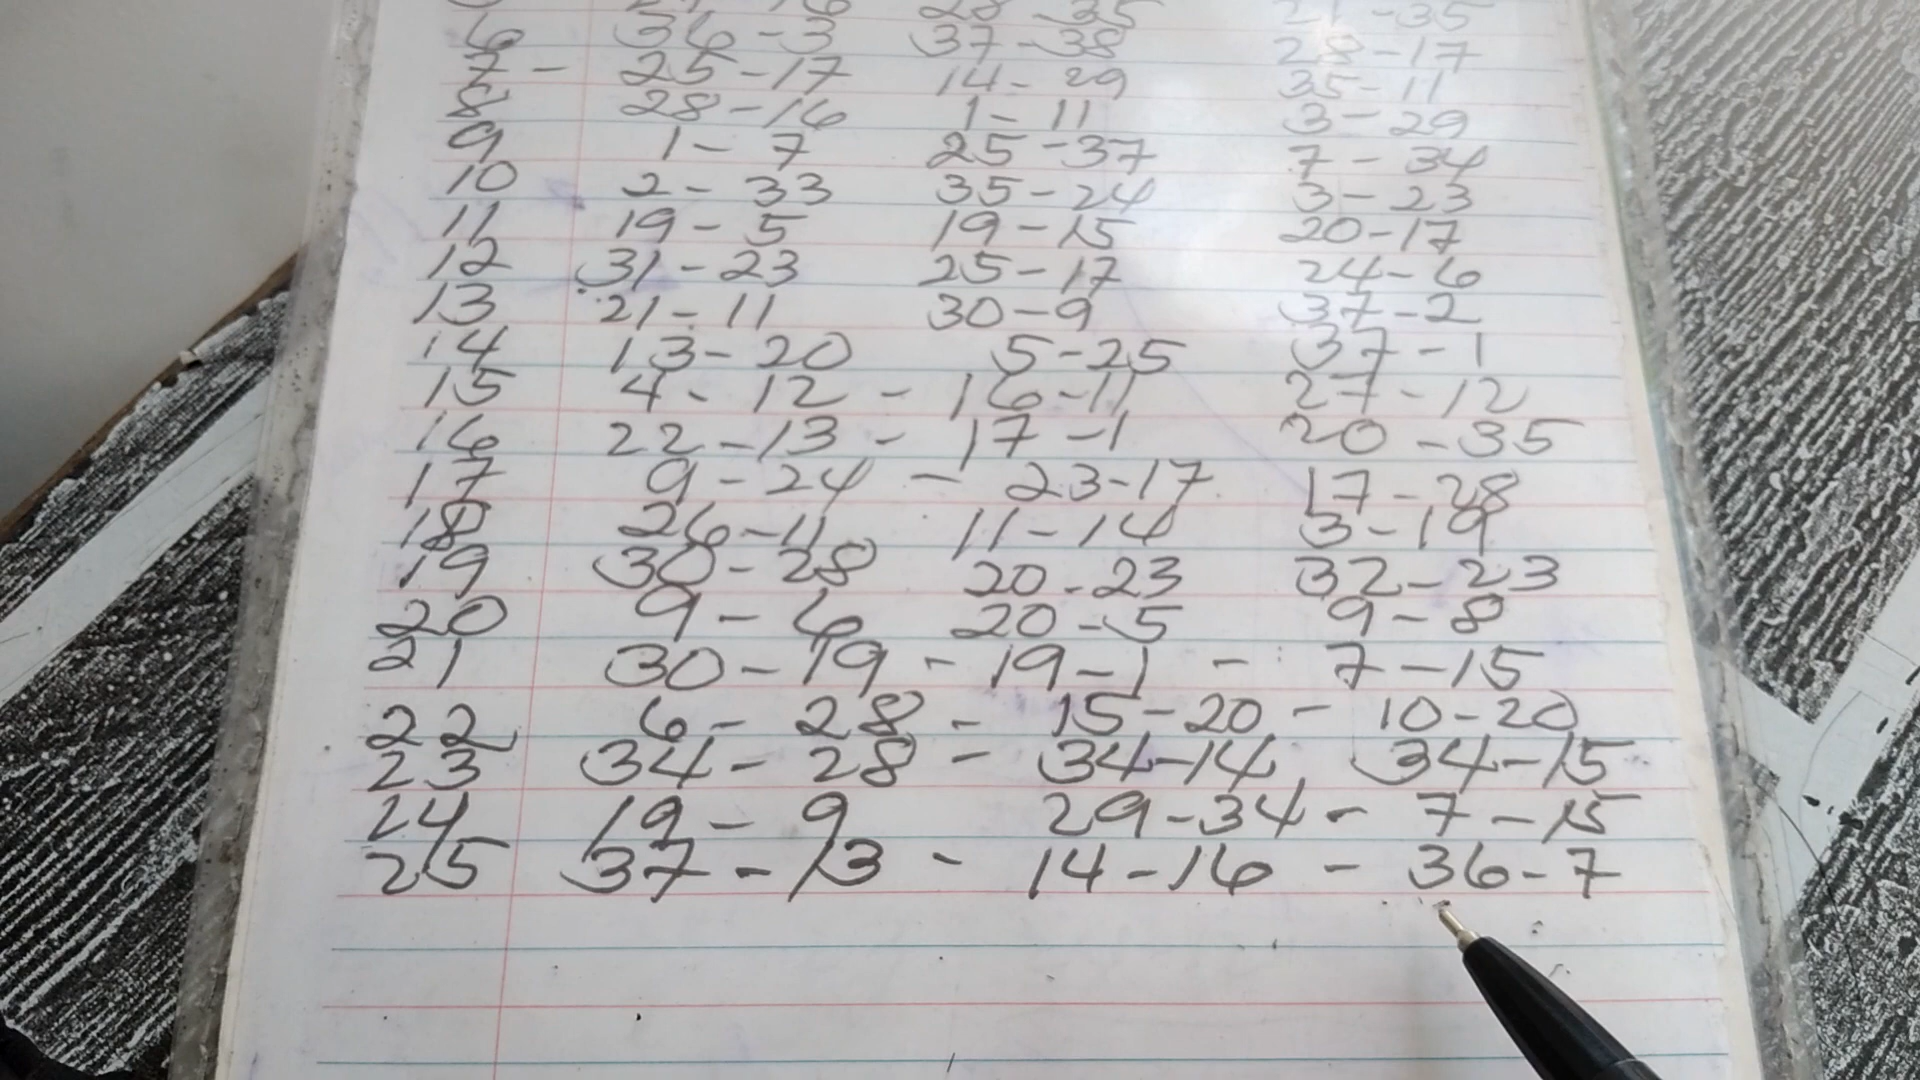 28-35 21-35
6 36-3 37-38 28-17
7 - 25-17 14-29 35-11
8 28-16 1-11 3-29
9 1-7 25-37 7-34
10 2-33 35-24 3-23
11 19-5 19-15 20-17
12 31-23 25-17 24-6
13 21-11 30-9 37-2
14 13-20 5-25 37-1
15 4-12 - 16-11 27-12
16 22-13 - 17-1 20-35
17 9-24 - 23-17 17-28
18 26-11 11-14 3-19
19 30-28 20-23 32-23
20 9-6 20-5 9-8
21 30-19 - 19-1 - 7-15
22 6-28 - 15-20 - 10-20
23 34-28 - 34-14 34-15
24 19-9 29-34 - 7-15
25 37-13 - 14-16 - 36-7